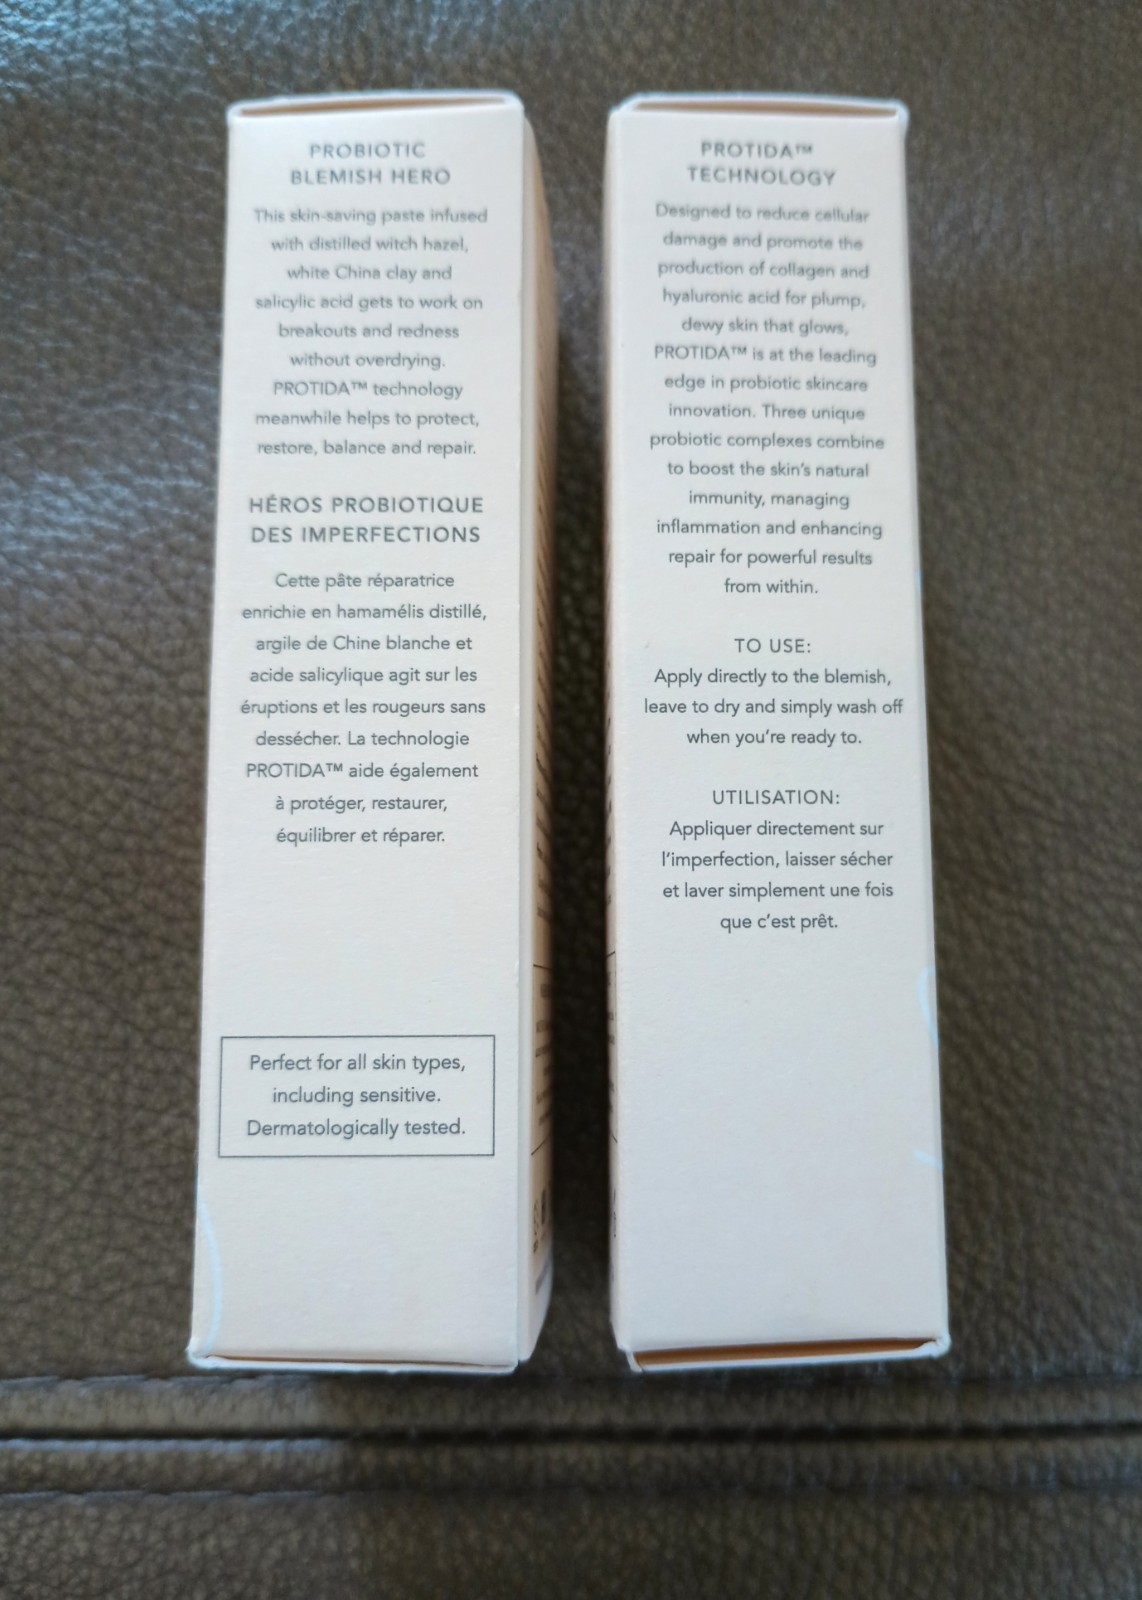 PROBIOTIC
BLEMISH HERO
This skin-saving paste infused
with distilled witch hazel,
white China clay and
salicylic acid gets to work on
breakouts and redness
without overdrying.
PROTIDA™ technology
meanwhile helps to protect,
restore, balance and repair.
HÉROS PROBIOTIQUE
DES IMPERFECTIONS
Cette pâte réparatrice
enrichie en hamamélis distillé,
argile de Chine blanche et
acide salicylique agit sur les
éruptions et les rougeurs sans
dessécher. La technologie
PROTIDA™ aide également
à protéger, restaurer,
équilibrer et réparer.
Perfect for all skin types,
including sensitive.
Dermatologically tested.
PROTIDA™
TECHNOLOGY
Designed to reduce cellular
damage and promote the
production of collagen and
hyaluronic acid for plump,
dewy skin that glows,
PROTIDA™ is at the leading
edge in probiotic skincare
innovation. Three unique
probiotic complexes combine
to boost the skin's natural
immunity, managing
inflammation and enhancing
repair for powerful results
from within.
TO USE:
Apply directly to the blemish,
leave to dry and simply wash off
when you're ready to.
UTILISATION:
Appliquer directement sur
l'imperfection, laisser sécher
et laver simplement une fois
que c'est prêt.